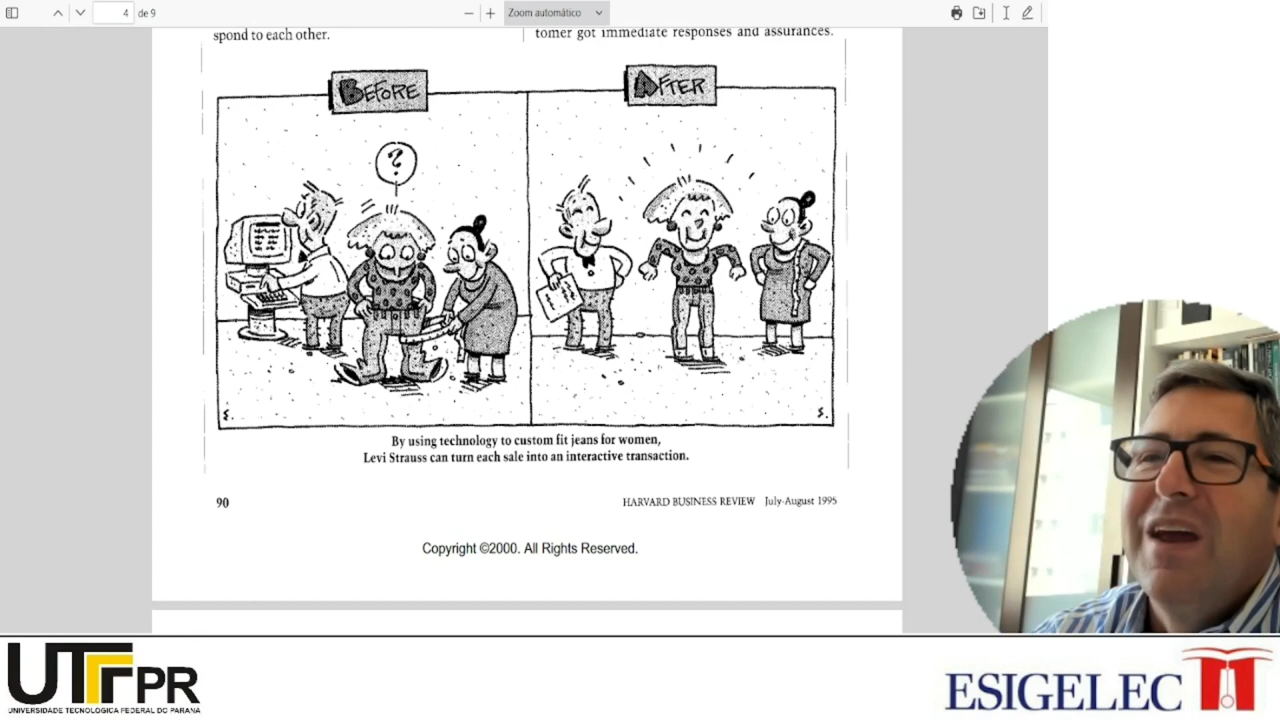 4 de 9 Zoom automático
spond to each other.
tomer got immediate responses and assurances.
BEFORE
AFTER
?
S.
S.
By using technology to custom fit jeans for women,
Levi Strauss can turn each sale into an interactive transaction.
90
HARVARD BUSINESS REVIEW July-August 1995
Copyright ©2000. All Rights Reserved.
UTFPR
UNIVERSIDADE TECNOLÓGICA FEDERAL DO PARANÁ
ESIGELEC